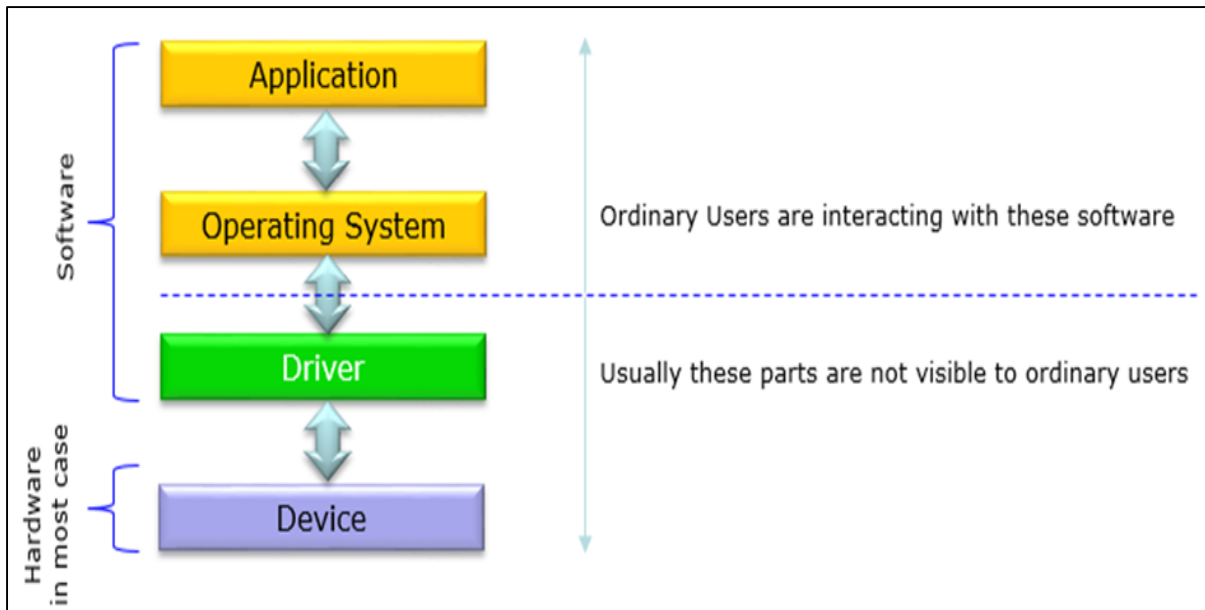 Application
Operating System
Ordinary Users are interacting with these software
Driver
Usually these parts are not visible to ordinary users
Device
Software
Hardware
in most case